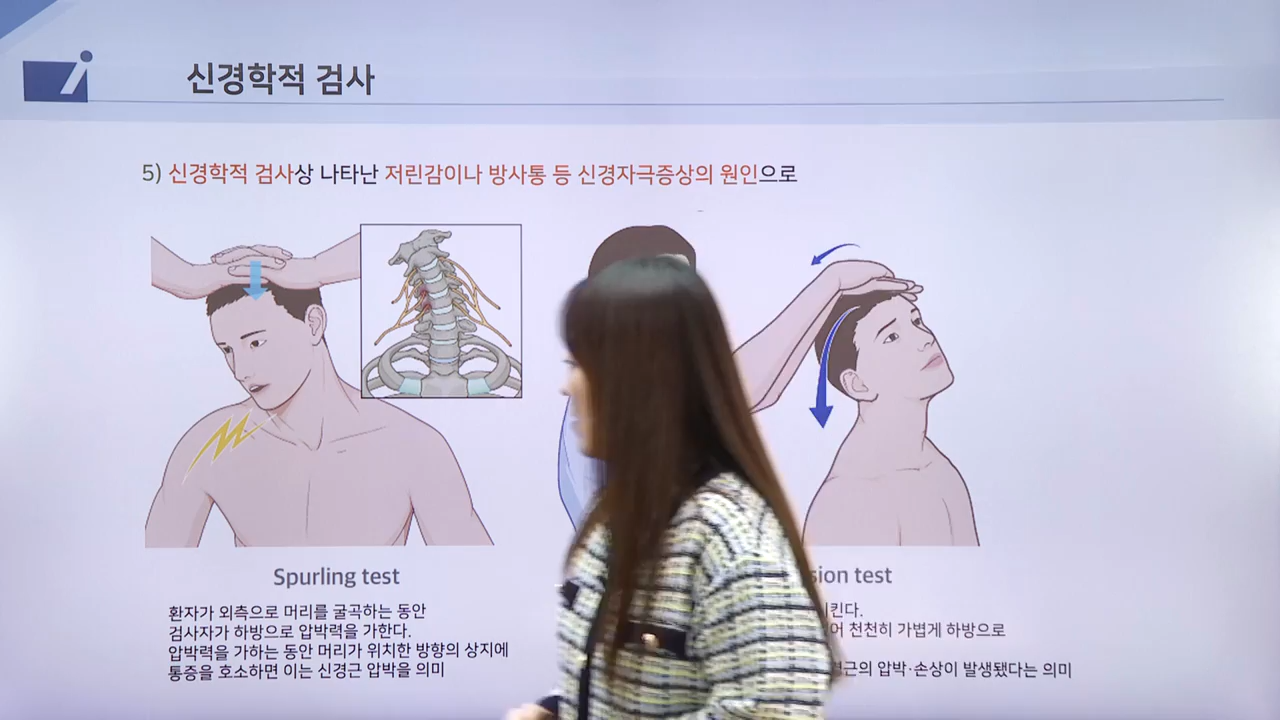 신경학적 검사
5) 신경학적 검사상 나타난 저린감이나 방사통 등 신경자극증상의 원인으로
Spurling test
환자가 외측으로 머리를 굴곡하는 동안
검사자가 하방으로 압박력을 가한다.
압박력을 가하는 동안 머리가 위치한 방향의 상지에
통증을 호소하면 이는 신경근 압박을 의미
test
천천히 가볍게 하방으로
압박·손상이 발생됐다는 의미